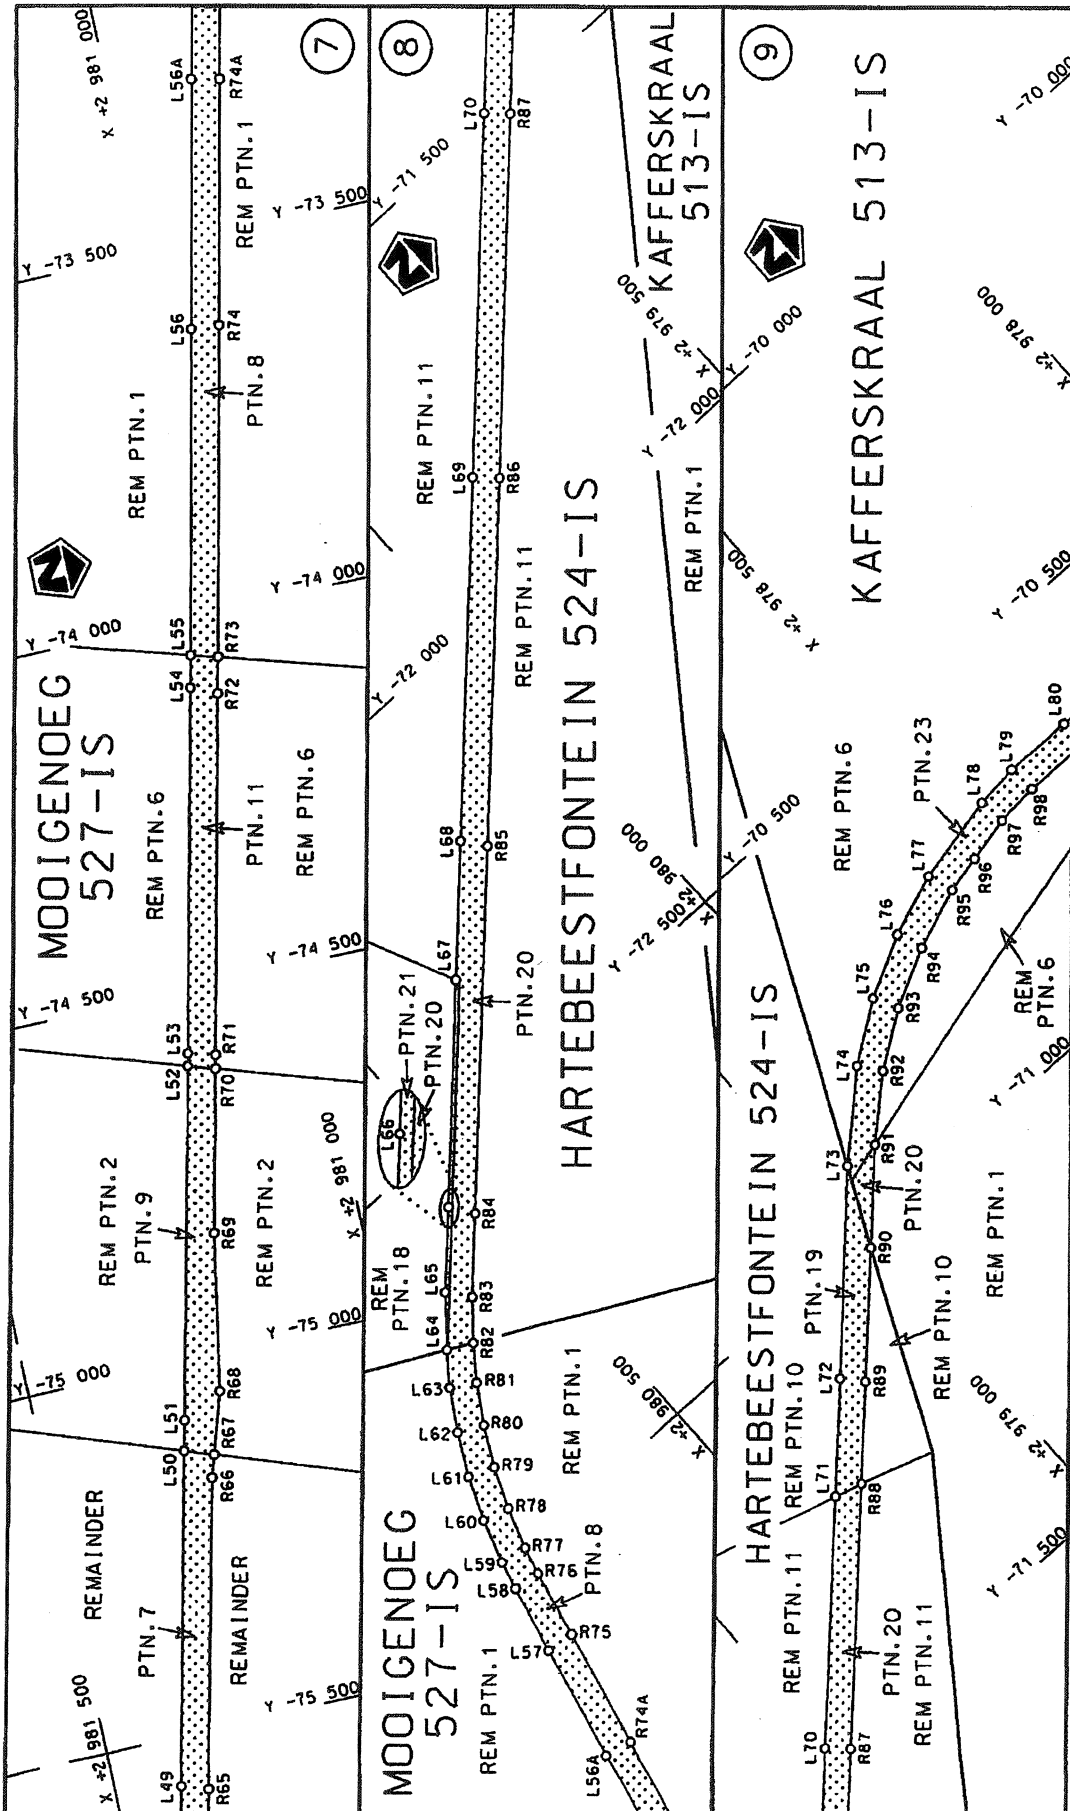 7
X +2 981 000
L56A
R74A
REM PTN.1
Y -73 500
Y -73 500
L56
R74
PTN.8
REM PTN.1
Y -74 000
Y -74 000
L55
R73
L54
R72
MOOIGENOEG
527-IS
REM PTN.6
PTN.11
REM PTN.6
Y -74 500
Y -74 500
L53
R71
L52
R70
REM PTN.2
PTN.9
R69
REM PTN.2
X +2 981 000
Y -75 000
Y -75 000
L51
R68
L50
R67
R66
REMAINDER
PTN.7
REMAINDER
Y -75 500
X +2 981 500
L49
R65
8
L70
R87
Y -71 500
KAFFERSKRAAL
513-IS
X +2 979 500
Y -72 000
REM PTN.11
L69
R86
REM PTN.1
REM PTN.11
HARTEBEESTFONTEIN 524-IS
Y -72 000
L68
R85
X +2 980 000
Y -72 500
L67
PTN.20
PTN.21
PTN.20
L66
R84
REM
PTN.18
L65
R83
L64
R82
L63
R81
L62
R80
L61
R79
L60
R78
L59
R77
L58
R76
REM PTN.1
X +2 980 500
MOOIGENOEG
527-IS
PTN.8
L57
R75
REM PTN.1
L56A
R74A
9
Y -70 000
KAFFERSKRAAL 513-IS
Y -70 000
X +2 978 000
X +2 978 500
Y -70 500
Y -70 500
L80
L79
R98
L78
R97
PTN.23
REM PTN.6
L77
R96
R95
L76
R94
L75
R93
REM
PTN.6
L74
R92
Y -71 000
L73
R91
HARTEBEESTFONTEIN 524-IS
PTN.20
R90
PTN.19
REM PTN.1
REM PTN.10
L72
R89
REM PTN.10
X +2 979 000
L71
R88
Y -71 500
REM PTN.11
PTN.20
REM PTN.11
L70
R87